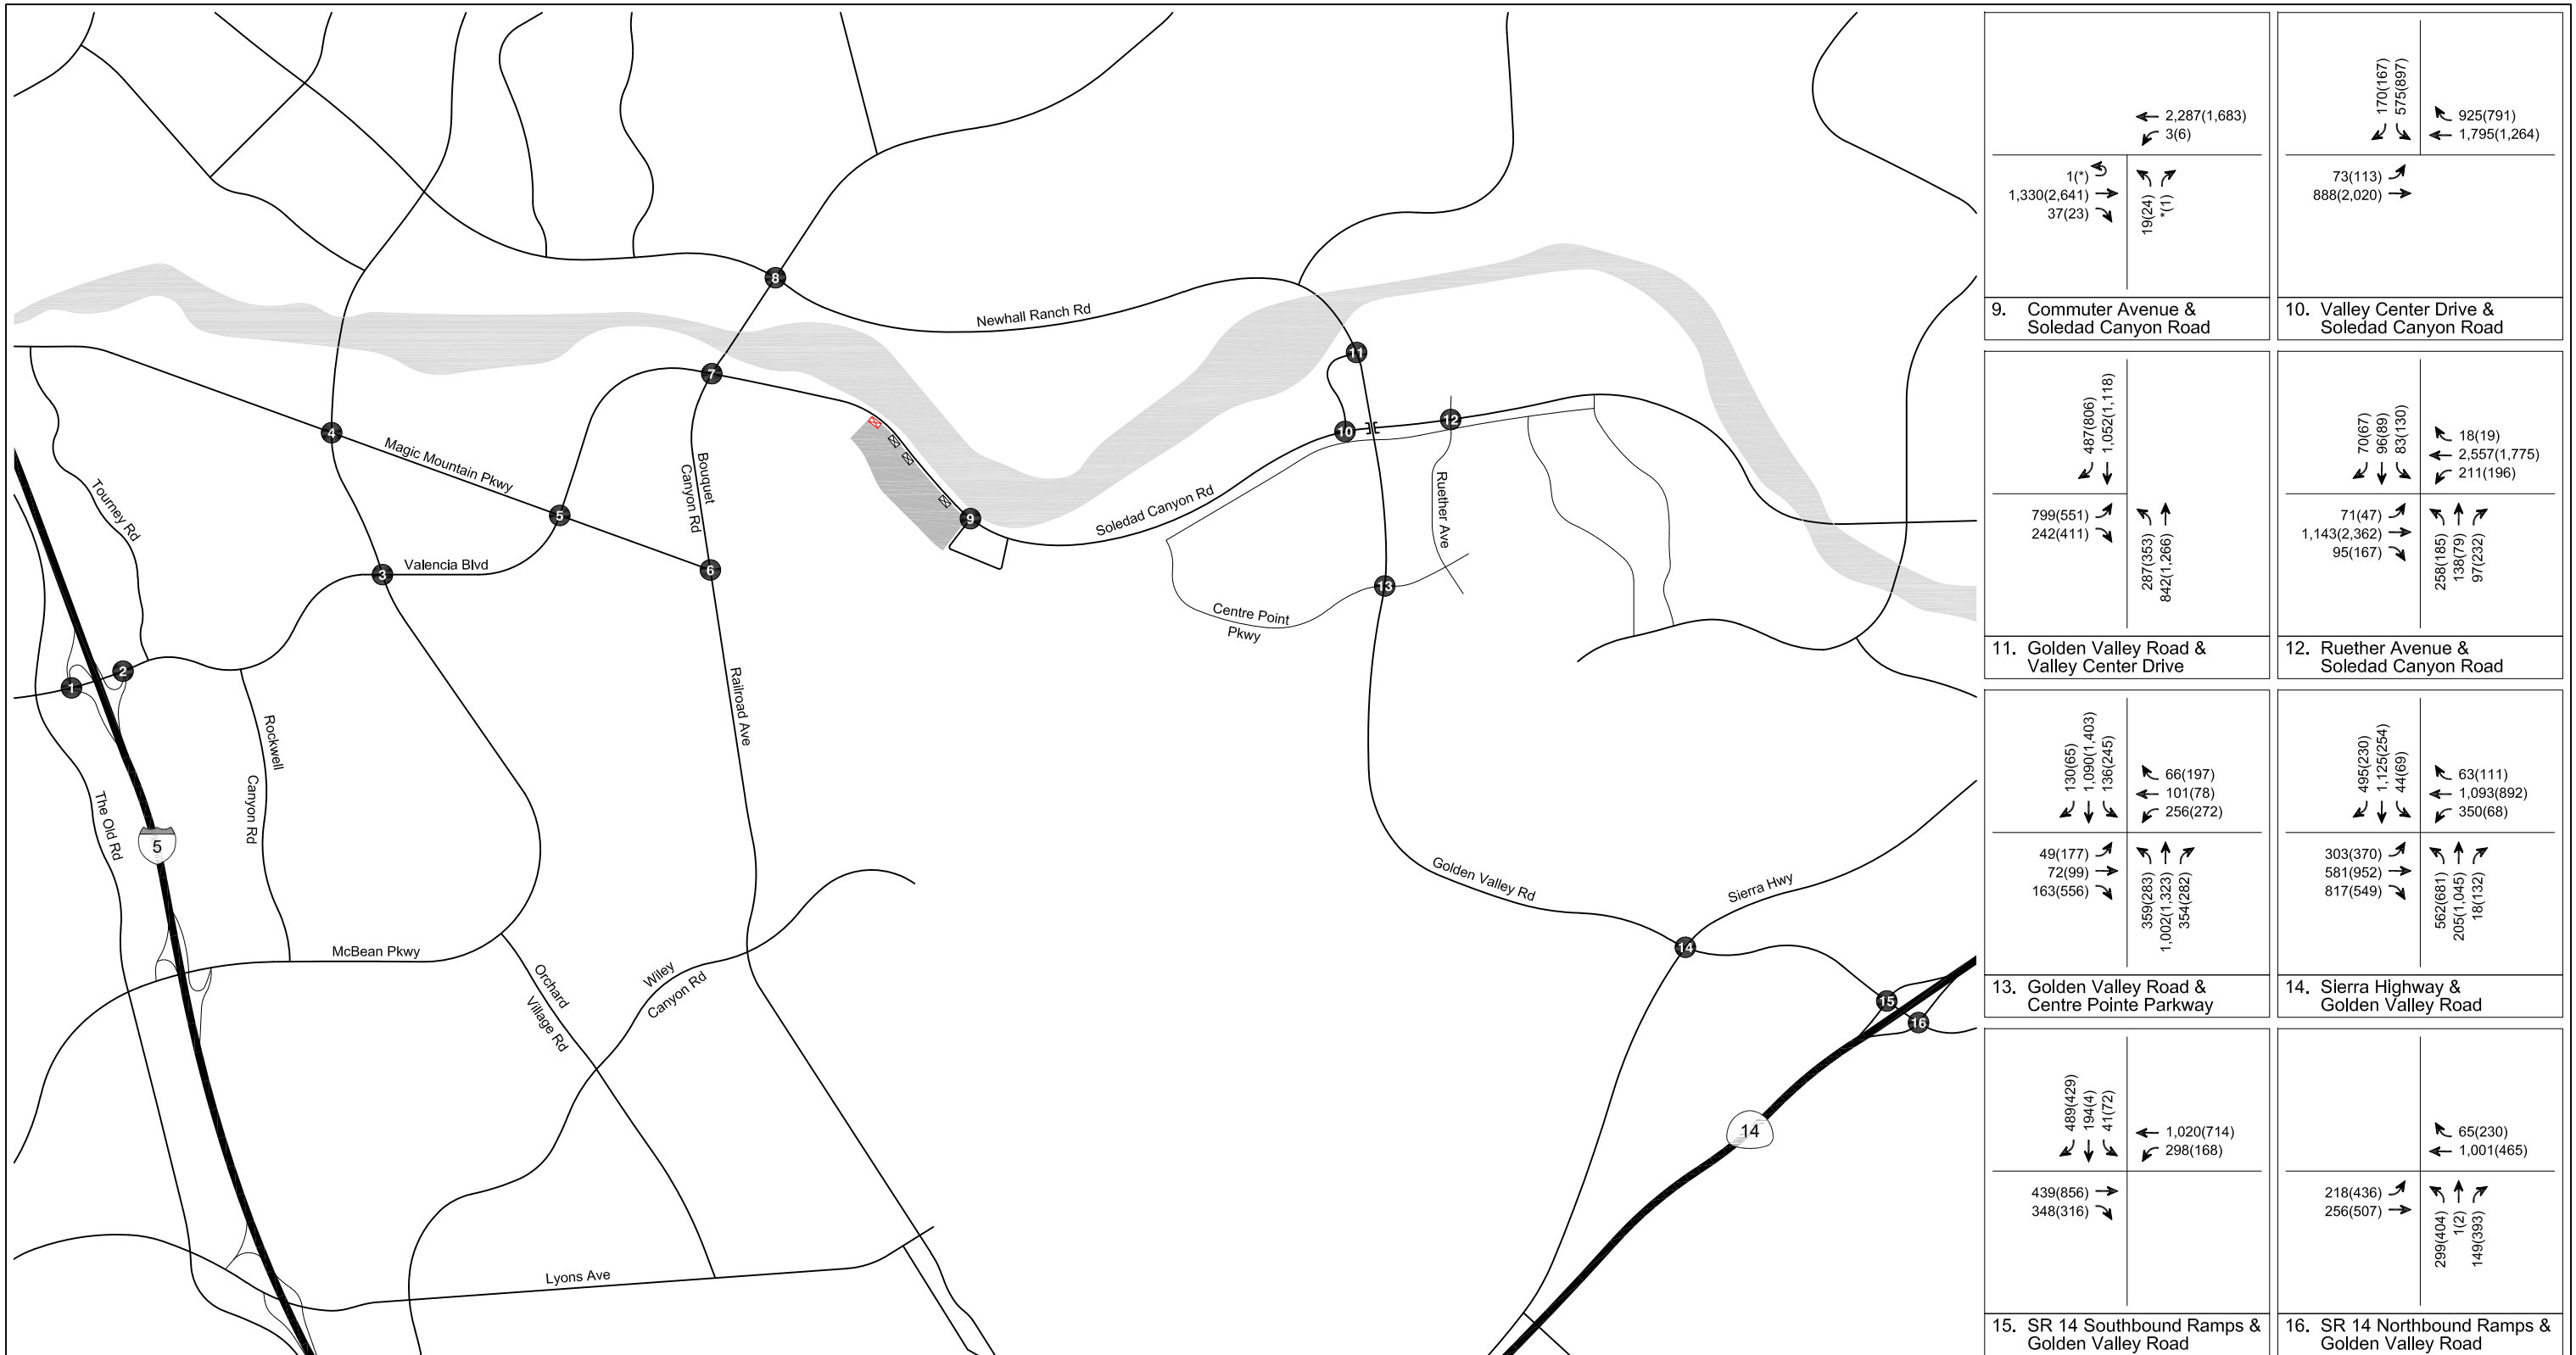 8
Newhall Ranch Rd
11
7
10
12
4
Magic Mountain Pkwy
Bouquet
Canyon Rd
Tourney Rd
5
9
Soledad Canyon Rd
Ruether Ave
3
Valencia Blvd
6
13
Centre Point
Pkwy
2
1
Railroad Ave
Rockwell
Canyon Rd
The Old Rd
5
Golden Valley Rd
Sierra Hwy
14
McBean Pkwy
Orchard
Village Rd
Wiley
Canyon Rd
15
16
14
Lyons Ave
2,287(1,683)
3(6)
1(*)
1,330(2,641)
37(23)
19(24)
*(1)
9. Commuter Avenue &
Soledad Canyon Road
170(167)
575(897)
925(791)
1,795(1,264)
73(113)
888(2,020)
10. Valley Center Drive &
Soledad Canyon Road
487(806)
1,052(1,118)
799(551)
242(411)
287(353)
842(1,266)
11. Golden Valley Road &
Valley Center Drive
70(67)
96(89)
83(130)
18(19)
2,557(1,775)
211(196)
71(47)
1,143(2,362)
95(167)
258(185)
138(79)
97(232)
12. Ruether Avenue &
Soledad Canyon Road
130(65)
1,090(1,403)
136(245)
66(197)
101(78)
256(272)
49(177)
72(99)
163(556)
359(283)
1,002(1,323)
354(282)
13. Golden Valley Road &
Centre Pointe Parkway
495(230)
1,125(254)
44(69)
63(111)
1,093(892)
350(68)
303(370)
581(952)
817(549)
562(681)
205(1,045)
18(132)
14. Sierra Highway &
Golden Valley Road
489(429)
194(4)
41(72)
1,020(714)
298(168)
439(856)
348(316)
15. SR 14 Southbound Ramps &
Golden Valley Road
65(230)
1,001(465)
218(436)
256(507)
299(404)
1(2)
149(393)
16. SR 14 Northbound Ramps &
Golden Valley Road